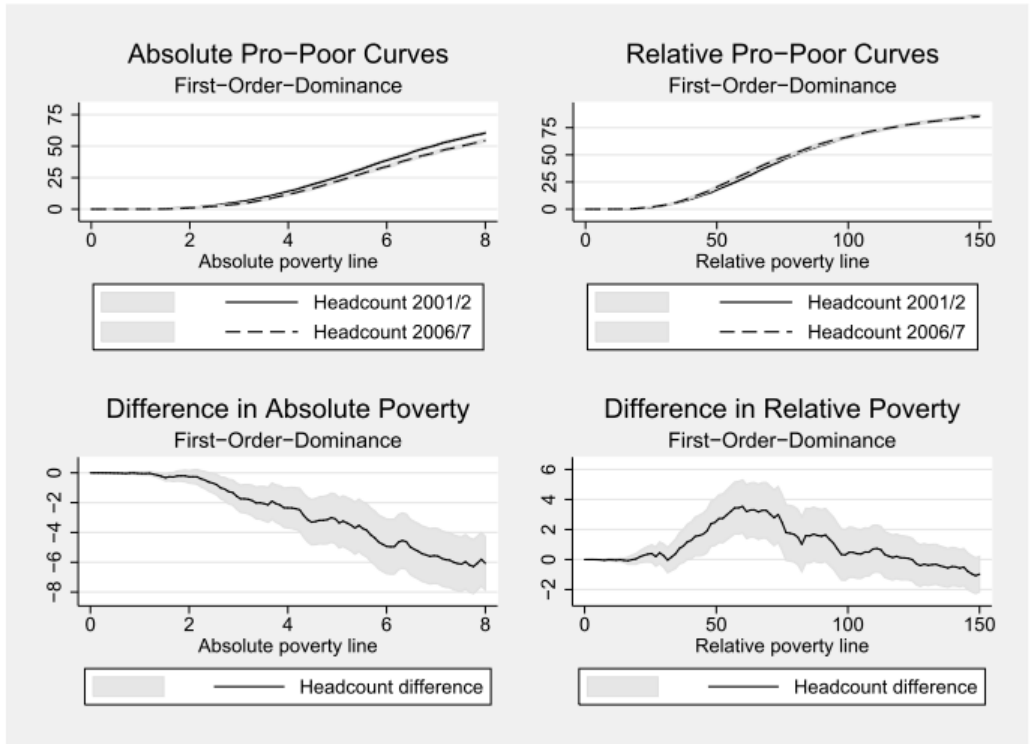 Absolute Pro−Poor Curves
First−Order−Dominance
75
50
25
0
0 2 4 6 8
Absolute poverty line
Headcount 2001/2
Headcount 2006/7
Relative Pro−Poor Curves
First−Order−Dominance
75
50
25
0
0 50 100 150
Relative poverty line
Headcount 2001/2
Headcount 2006/7
Difference in Absolute Poverty
First−Order−Dominance
0
−2
−4
−6
−8
0 2 4 6 8
Absolute poverty line
Headcount difference
Difference in Relative Poverty
First−Order−Dominance
6
4
2
0
−2
0 50 100 150
Relative poverty line
Headcount difference